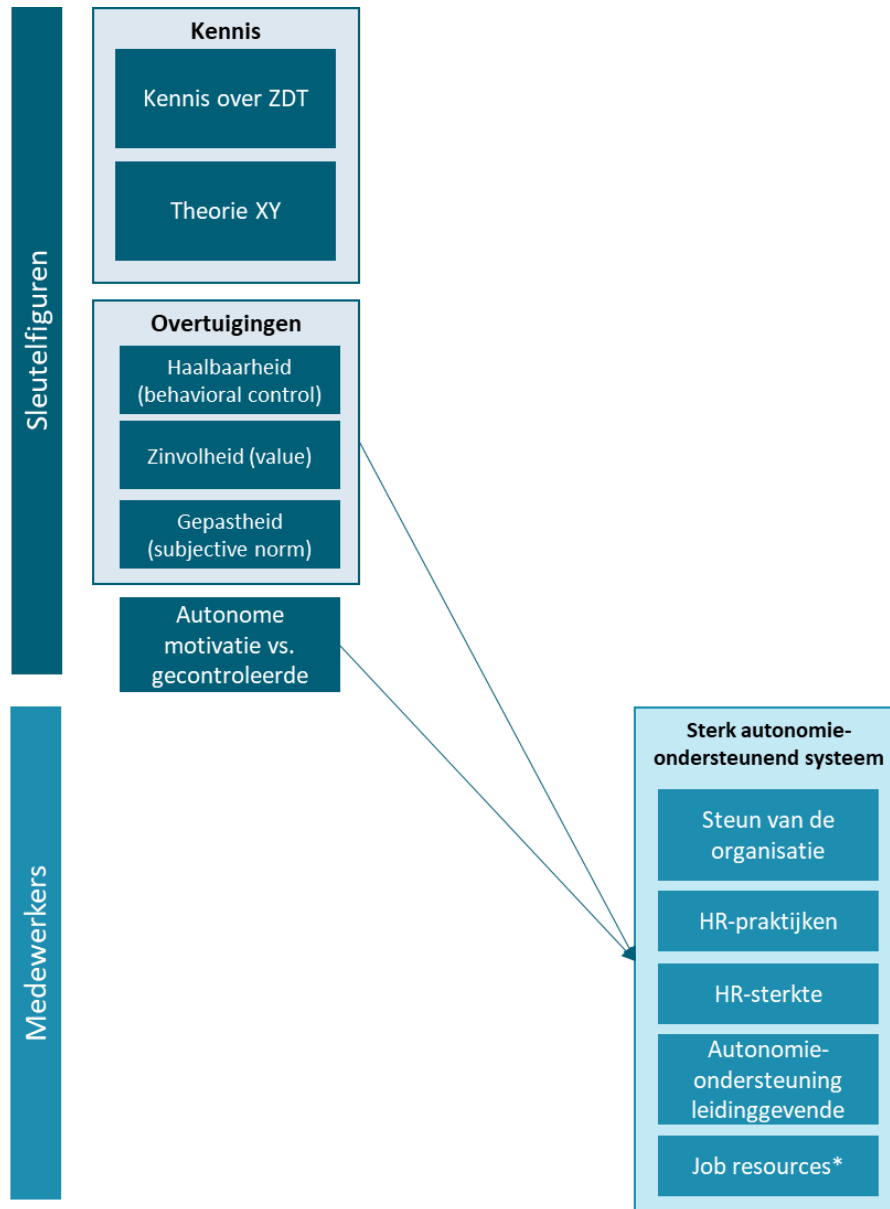 Sleutelfiguren
Kennis
Kennis over ZDT
Theorie XY
Overtuigingen
Haalbaarheid
(behavioral control)
Zinvolheid (value)
Gepastheid
(subjective norm)
Autonome
motivatie vs.
gecontroleerde
Medewerkers
Sterk autonomie-
ondersteunend systeem
Steun van de
organisatie
HR-praktijken
HR-sterkte
Autonomie-
ondersteuning
leidinggevende
Job resources*